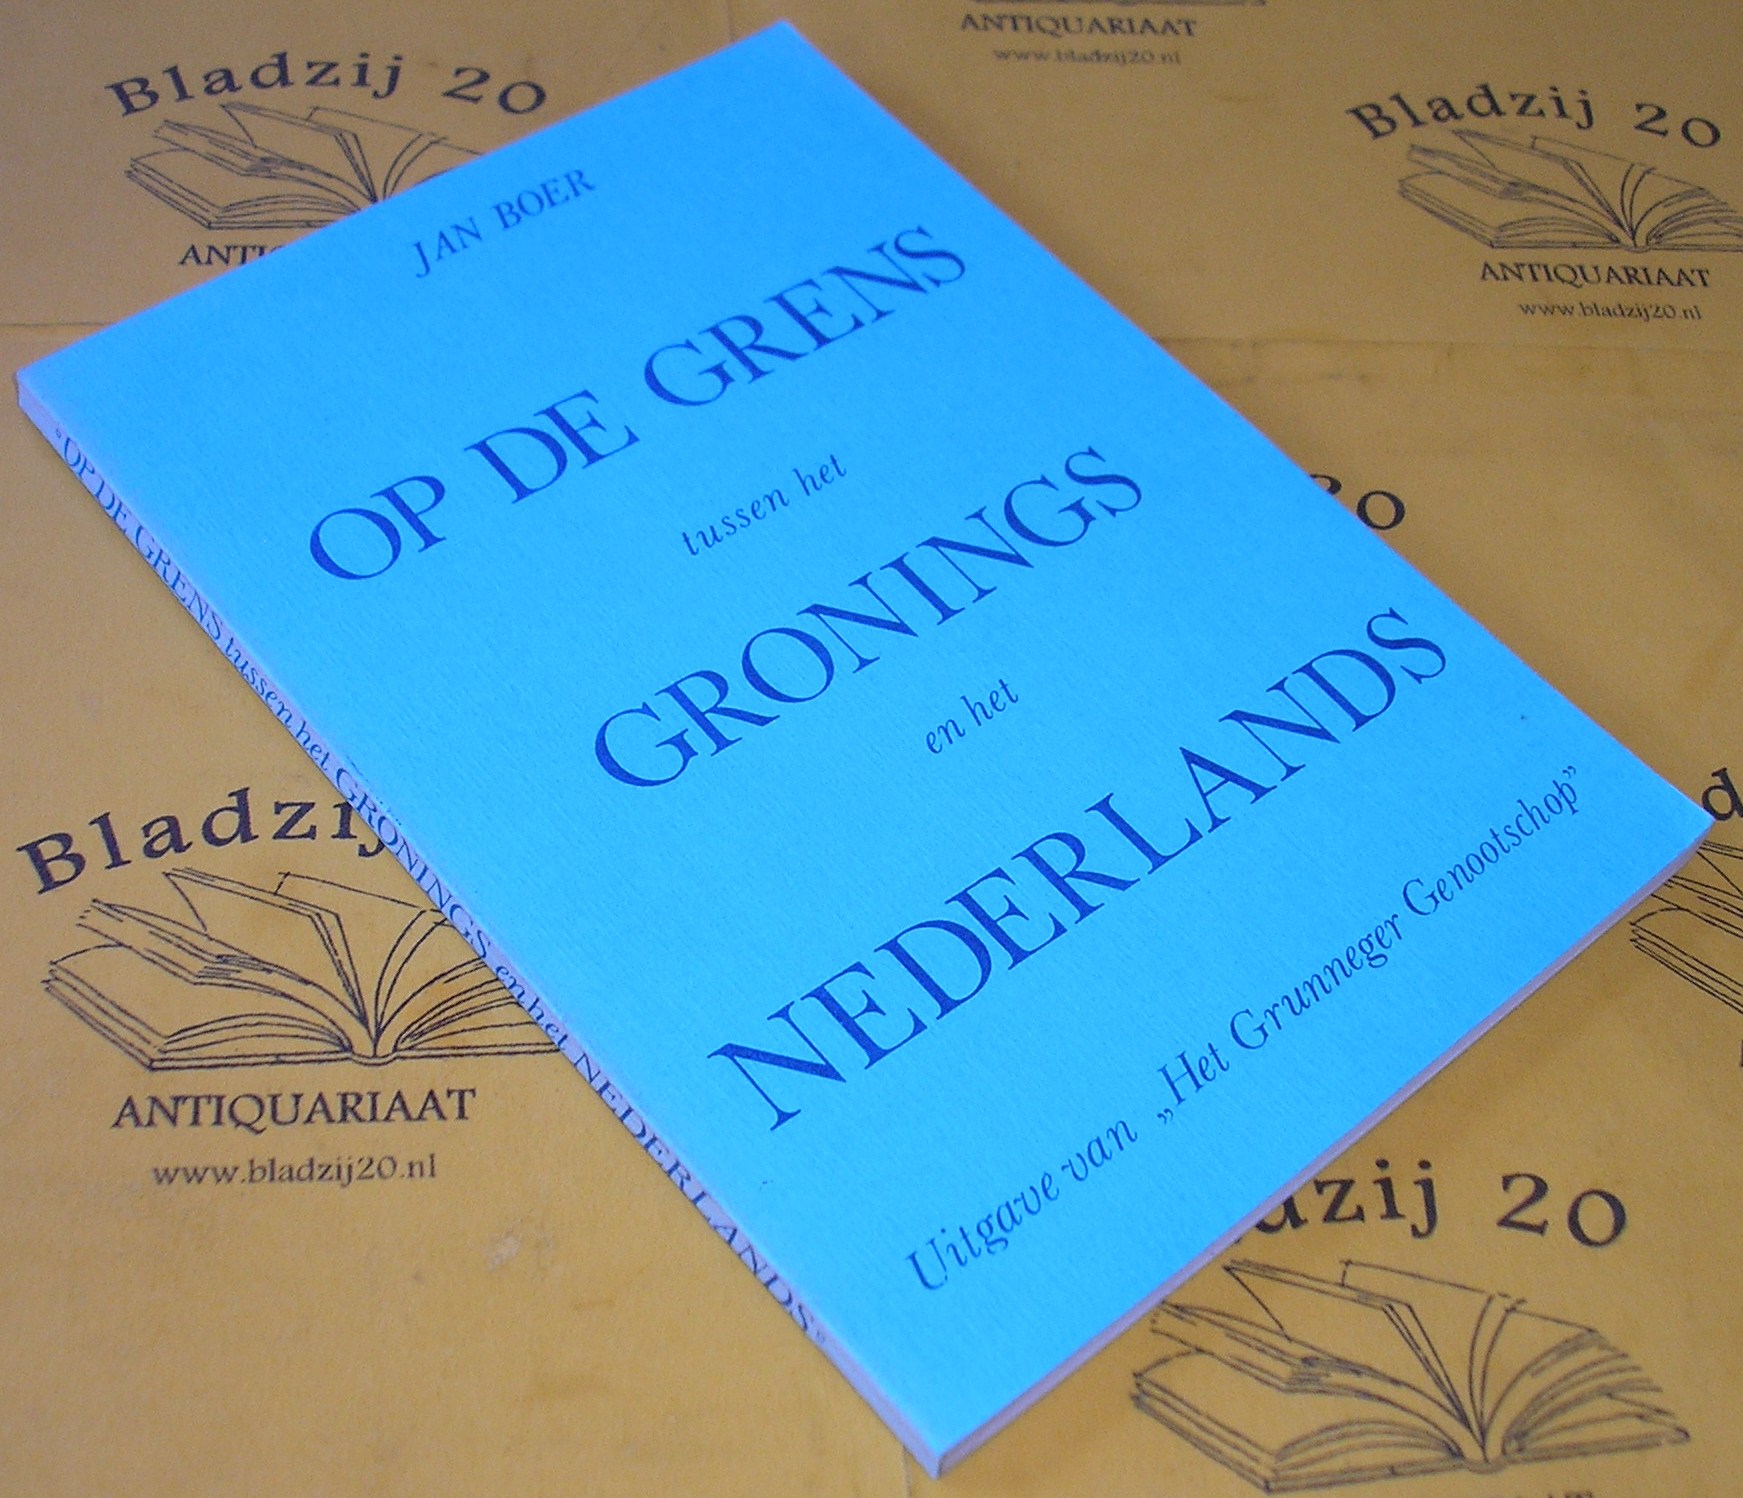 JAN BOER
OP DE GRENS
tussen het
GRONINGS
en het
NEDERLANDS
Uitgave van „Het Grunneger Genootschop”
“OP DE GRENS tussen het GRONINGS en het NEDERLANDS”
Bladzij 20
ANTIQUARIAAT
www.bladzij20.nl
Bladzij 20
ANTIQUARIAAT
www.bladzij20.nl
Bladzij
ANTIQUARIAAT
www.bladzij20.nl
20